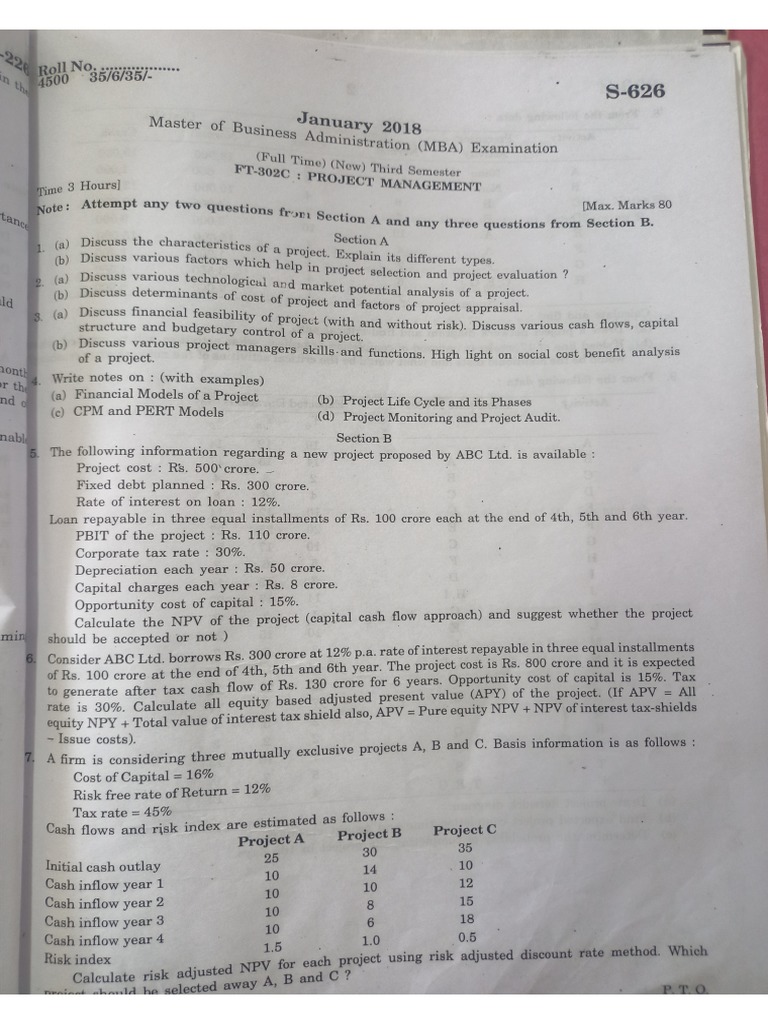 -226
Roll No. ..................
4500 35/6/35/-
S-626
January 2018
Master of Business Administration (MBA) Examination
(Full Time) (New) Third Semester
FT-302C : PROJECT MANAGEMENT
Time 3 Hours]
[Max. Marks 80
Note : Attempt any two questions from Section A and any three questions from Section B.
Section A
1. (a) Discuss the characteristics of a project. Explain its different types.
(b) Discuss various factors which help in project selection and project evaluation ?
2. (a) Discuss various technological and market potential analysis of a project.
(b) Discuss determinants of cost of project and factors of project appraisal.
3. (a) Discuss financial feasibility of project (with and without risk). Discuss various cash flows, capital
structure and budgetary control of a project.
(b) Discuss various project managers skills and functions. High light on social cost benefit analysis
of a project.
4. Write notes on : (with examples)
(a) Financial Models of a Project (b) Project Life Cycle and its Phases
(c) CPM and PERT Models (d) Project Monitoring and Project Audit.
Section B
5. The following information regarding a new project proposed by ABC Ltd. is available :
Project cost : Rs. 500 crore.
Fixed debt planned : Rs. 300 crore.
Rate of interest on loan : 12%.
Loan repayable in three equal installments of Rs. 100 crore each at the end of 4th, 5th and 6th year.
PBIT of the project : Rs. 110 crore.
Corporate tax rate : 30%.
Depreciation each year : Rs. 50 crore.
Capital charges each year : Rs. 8 crore.
Opportunity cost of capital : 15%.
Calculate the NPV of the project (capital cash flow approach) and suggest whether the project
should be accepted or not )
6. Consider ABC Ltd. borrows Rs. 300 crore at 12% p.a. rate of interest repayable in three equal installments
of Rs. 100 crore at the end of 4th, 5th and 6th year. The project cost is Rs. 800 crore and it is expected
to generate after tax cash flow of Rs. 130 crore for 6 years. Opportunity cost of capital is 15%. Tax
rate is 30%. Calculate all equity based adjusted present value (APY) of the project. (If APV = All
equity NPY + Total value of interest tax shield also, APV = Pure equity NPV + NPV of interest tax-shields
– Issue costs).
7. A firm is considering three mutually exclusive projects A, B and C. Basis information is as follows :
Cost of Capital = 16%
Risk free rate of Return = 12%
Tax rate = 45%
Cash flows and risk index are estimated as follows :
Project A Project B Project C
Initial cash outlay 25 30 35
Cash inflow year 1 10 14 10
Cash inflow year 2 10 10 12
Cash inflow year 3 10 8 15
Cash inflow year 4 10 6 18
Risk index 1.5 1.0 0.5
Calculate risk adjusted NPV for each project using risk adjusted discount rate method. Which
project should be selected away A, B and C ?
P. T. O.